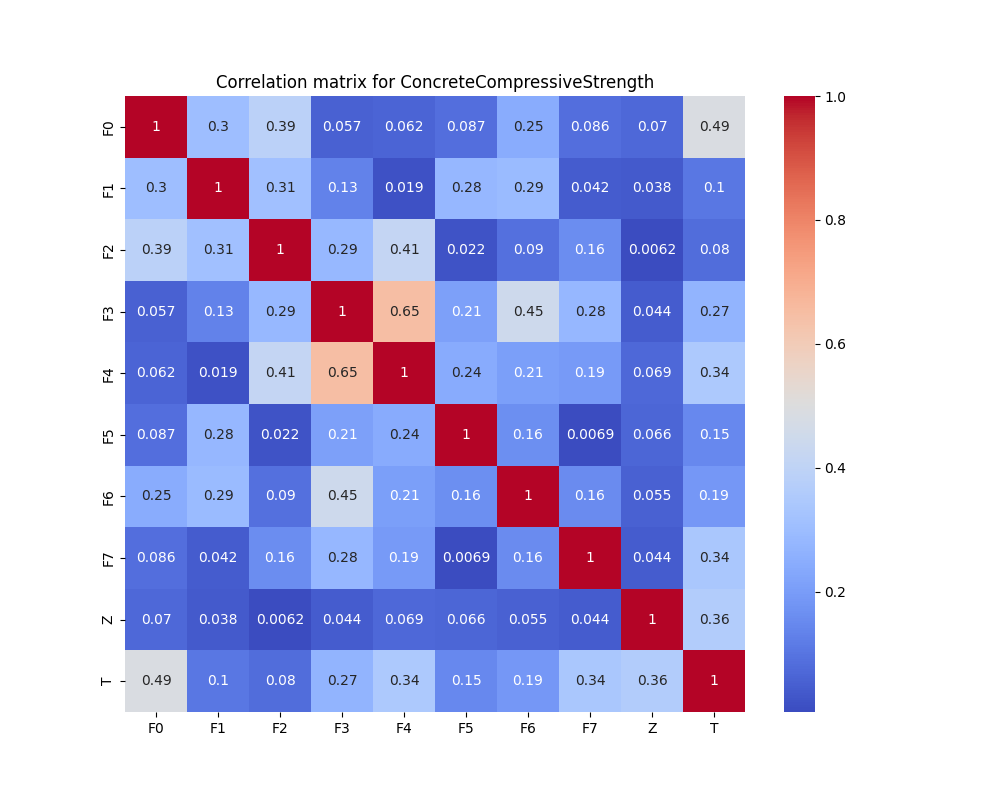 Correlation matrix for ConcreteCompressiveStrength
F0 1 0.3 0.39 0.057 0.062 0.087 0.25 0.086 0.07 0.49
F1 0.3 1 0.31 0.13 0.019 0.28 0.29 0.042 0.038 0.1
F2 0.39 0.31 1 0.29 0.41 0.022 0.09 0.16 0.0062 0.08
F3 0.057 0.13 0.29 1 0.65 0.21 0.45 0.28 0.044 0.27
F4 0.062 0.019 0.41 0.65 1 0.24 0.21 0.19 0.069 0.34
F5 0.087 0.28 0.022 0.21 0.24 1 0.16 0.0069 0.066 0.15
F6 0.25 0.29 0.09 0.45 0.21 0.16 1 0.16 0.055 0.19
F7 0.086 0.042 0.16 0.28 0.19 0.0069 0.16 1 0.044 0.34
Z 0.07 0.038 0.0062 0.044 0.069 0.066 0.055 0.044 1 0.36
T 0.49 0.1 0.08 0.27 0.34 0.15 0.19 0.34 0.36 1
F0 F1 F2 F3 F4 F5 F6 F7 Z T
1.0
0.8
0.6
0.4
0.2